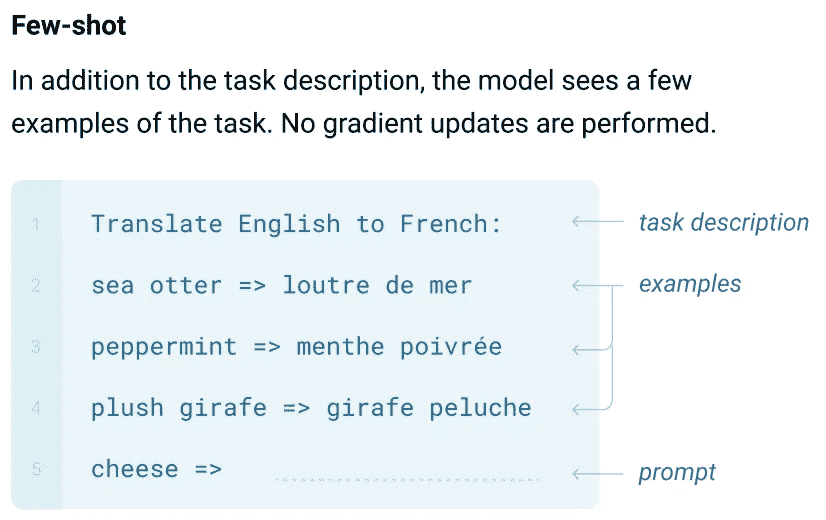 Few-shot
In addition to the task description, the model sees a few
examples of the task. No gradient updates are performed.
1 Translate English to French: task description
2 sea otter => loutre de mer examples
3 peppermint => menthe poivrée
4 plush girafe => girafe peluche
5 cheese => prompt